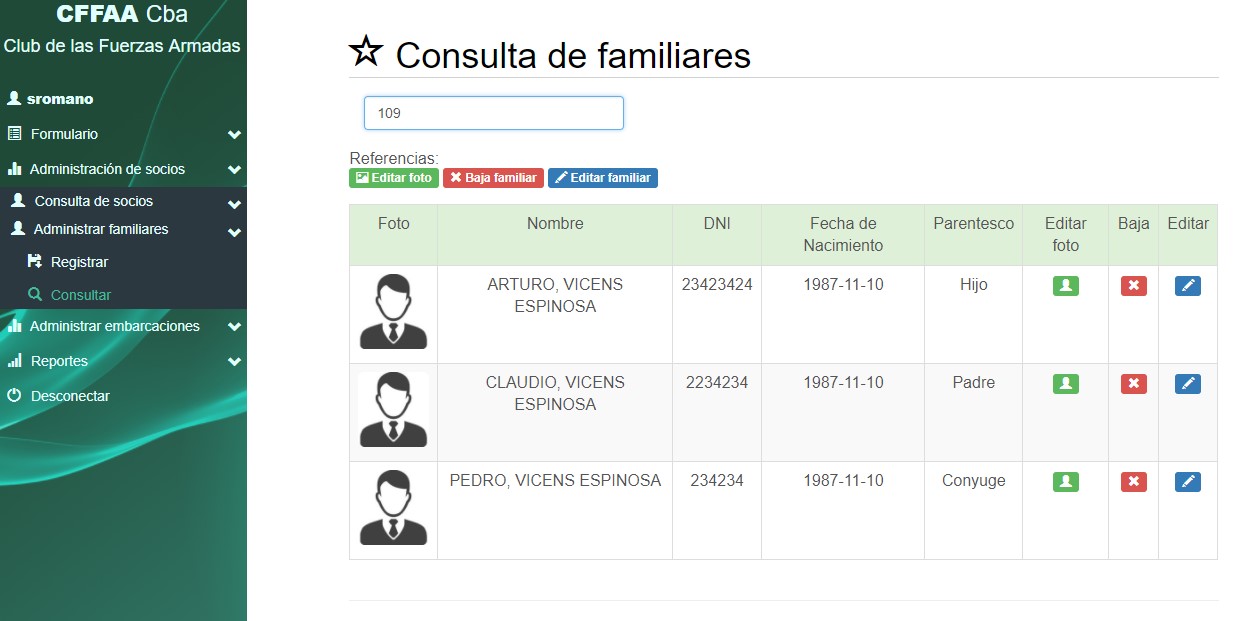 CFFAA Cba
Club de las Fuerzas Armadas
sromano
Formulario
Administración de socios
Consulta de socios
Administrar familiares
Registrar
Consultar
Administrar embarcaciones
Reportes
Desconectar
Consulta de familiares
109
Referencias:
Editar foto Baja familiar Editar familiar
Foto Nombre DNI Fecha de Nacimiento Parentesco Editar foto Baja Editar
ARTURO, VICENS ESPINOSA 23423424 1987-11-10 Hijo
CLAUDIO, VICENS ESPINOSA 2234234 1987-11-10 Padre
PEDRO, VICENS ESPINOSA 234234 1987-11-10 Conyuge